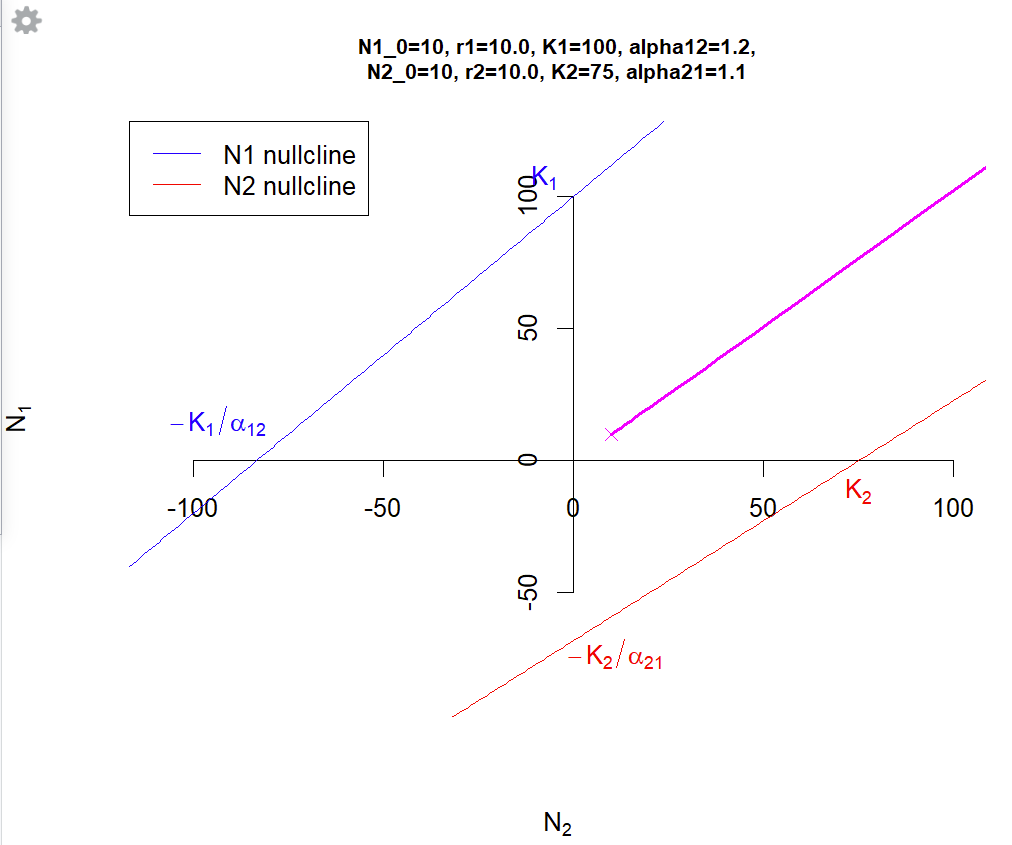 N1_0=10, r1=10.0, K1=100, alpha12=1.2,
N2_0=10, r2=10.0, K2=75, alpha21=1.1
N1 nullcline
N2 nullcline
K₁
100
50
0
-50
−K₁/α₁₂
-100
-50
0
50
100
K₂
−K₂/α₂₁
N₁
N₂